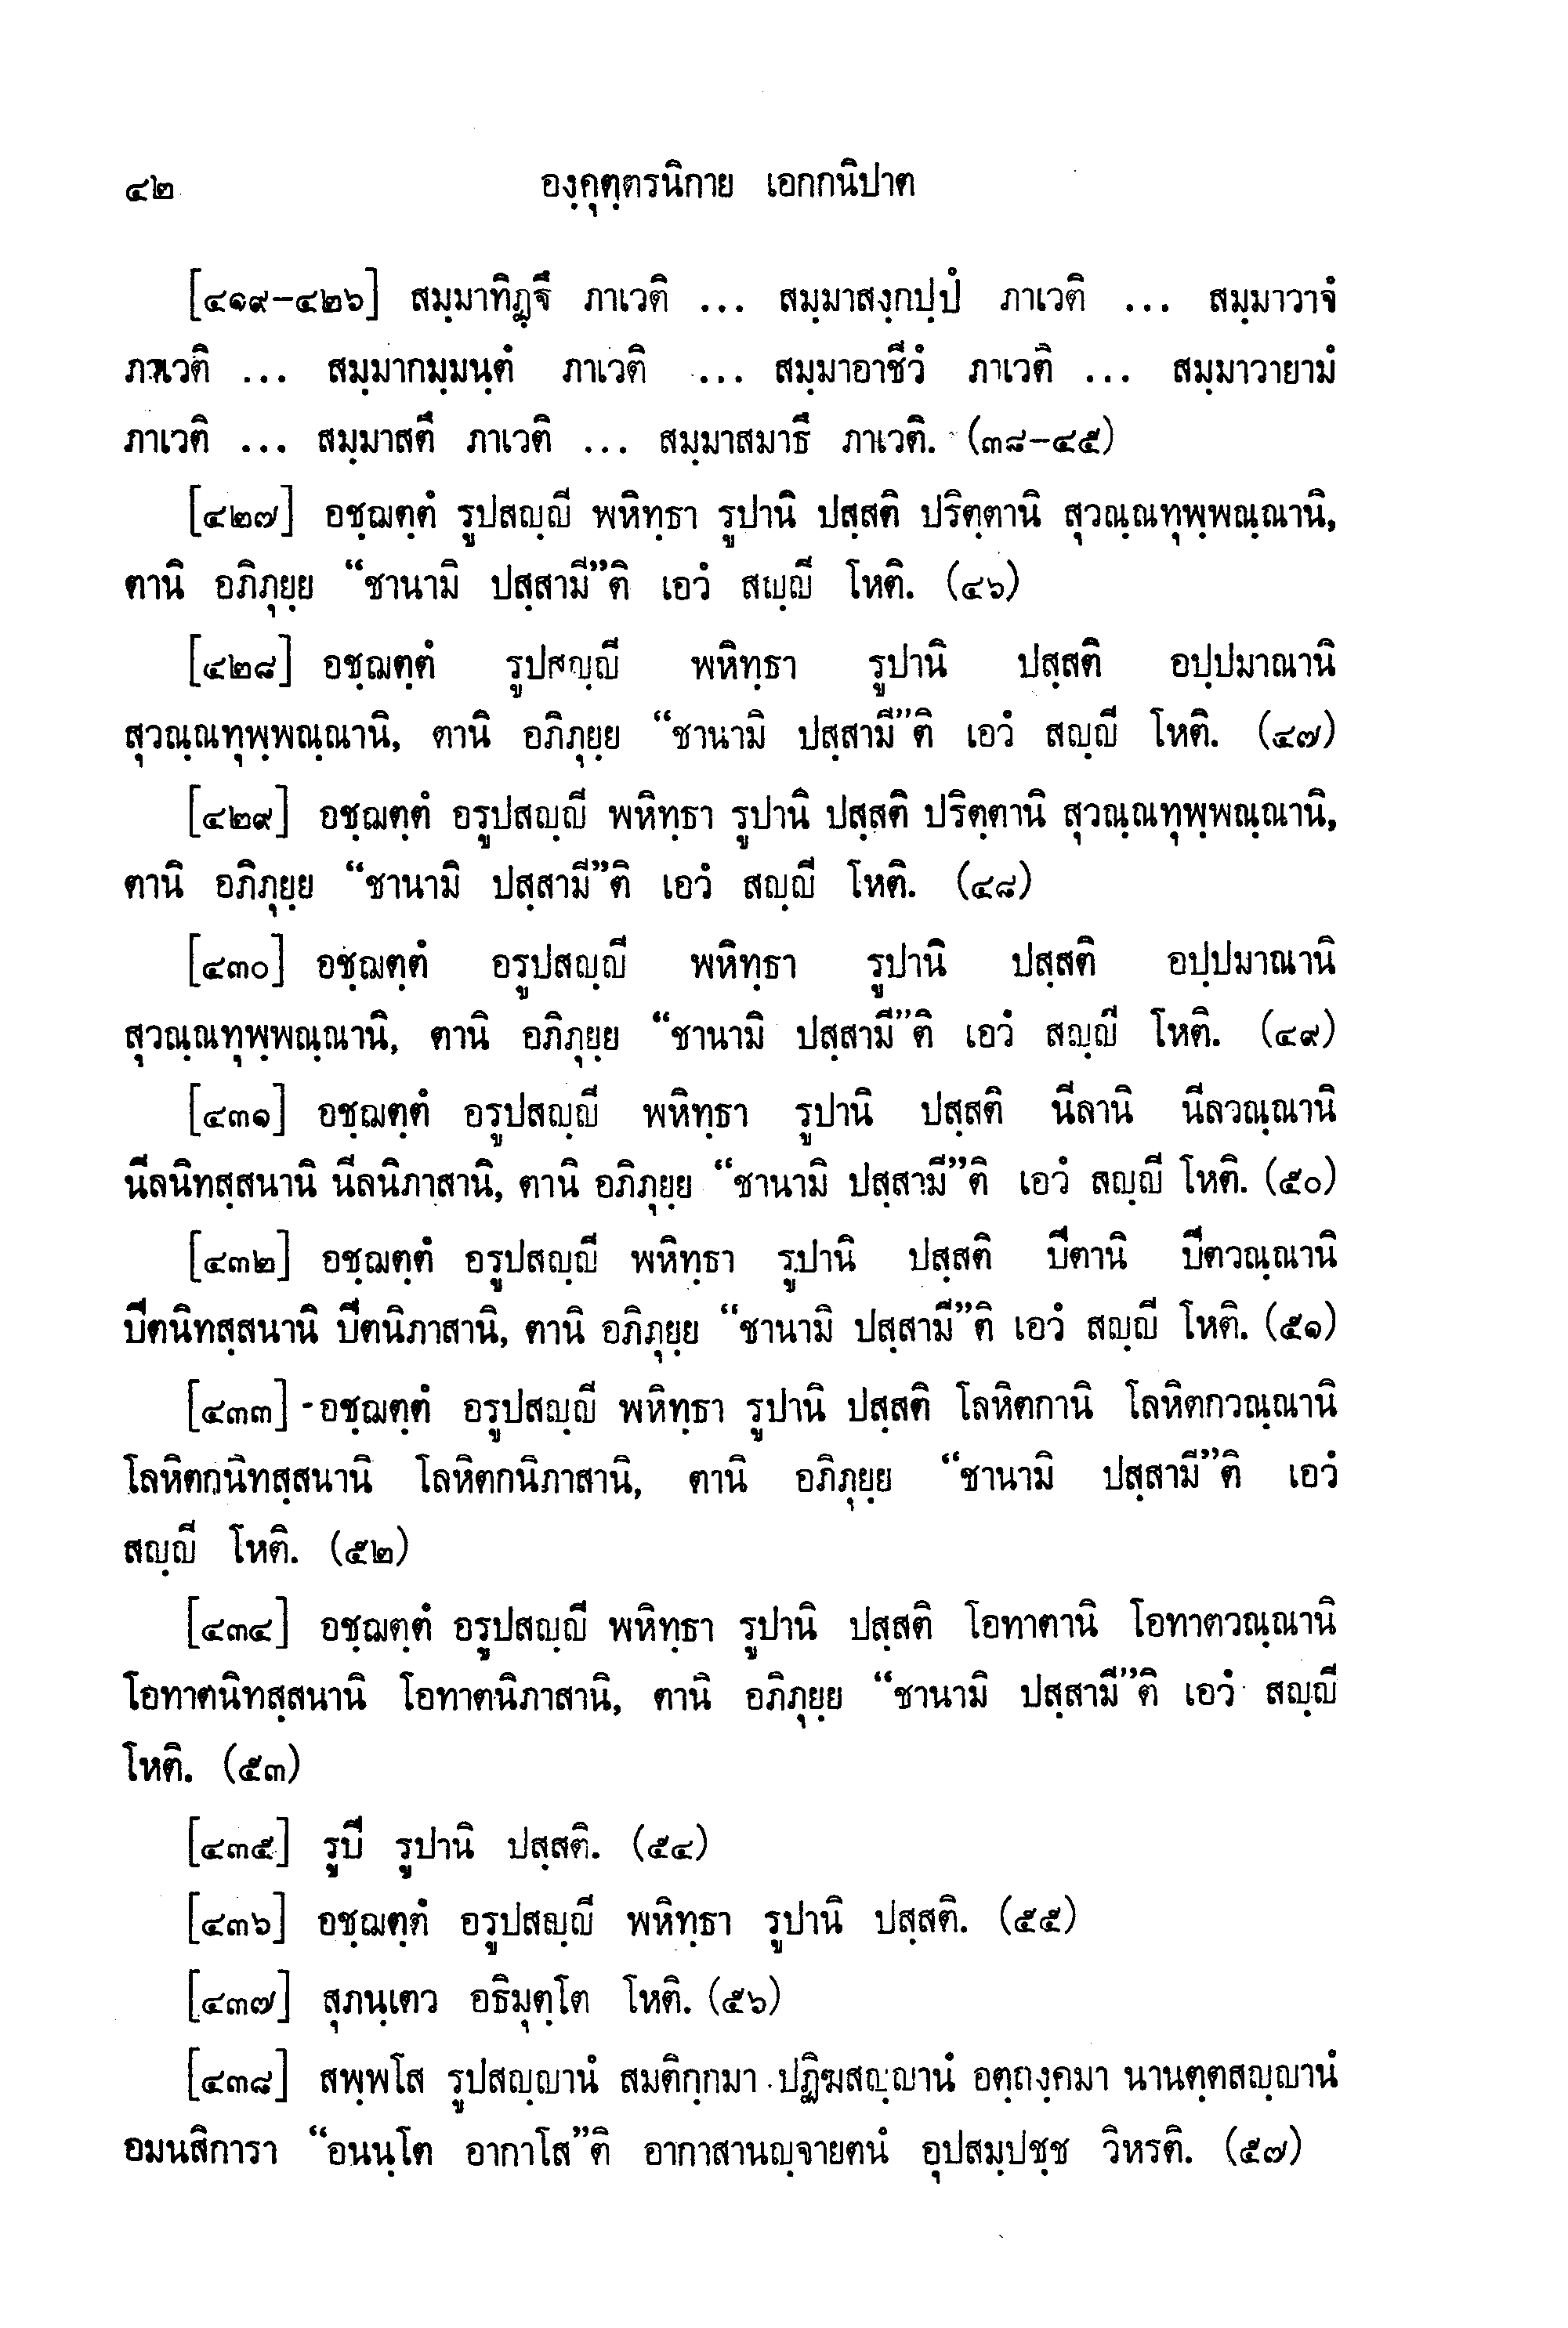 ๔๒ องฺคุตฺตรนิกาย เอกกนิปาต
[๔๑๙-๔๒๖] สมฺมาทิฏฺฐึ ภาเวติ ... สมฺมาสงฺกปฺปํ ภาเวติ ... สมฺมาวาจํ
ภาเวติ ... สมฺมากมฺมนฺตํ ภาเวติ ... สมฺมาอาชีวํ ภาเวติ ... สมฺมาวายามํ
ภาเวติ ... สมฺมาสตึ ภาเวติ ... สมฺมาสมาธึ ภาเวติ. (๓๘-๔๕)
[๔๒๗] อชฺฌตฺตํ รูปสญฺญี พหิทฺธา รูปานิ ปสฺสติ ปริตฺตานิ สุวณฺณทุพฺพณฺณานิ,
ตานิ อภิภุยฺย “ชานามิ ปสฺสามี”ติ เอวํ สญฺญี โหติ. (๔๖)
[๔๒๘] อชฺฌตฺตํ รูปสญฺญี พหิทฺธา รูปานิ ปสฺสติ อปฺปมาณานิ
สุวณฺณทุพฺพณฺณานิ, ตานิ อภิภุยฺย “ชานามิ ปสฺสามี”ติ เอวํ สญฺญี โหติ. (๔๗)
[๔๒๙] อชฺฌตฺตํ อรูปสญฺญี พหิทฺธา รูปานิ ปสฺสติ ปริตฺตานิ สุวณฺณทุพฺพณฺณานิ,
ตานิ อภิภุยฺย “ชานามิ ปสฺสามี”ติ เอวํ สญฺญี โหติ. (๔๘)
[๔๓๐] อชฺฌตฺตํ อรูปสญฺญี พหิทฺธา รูปานิ ปสฺสติ อปฺปมาณานิ
สุวณฺณทุพฺพณฺณานิ, ตานิ อภิภุยฺย “ชานามิ ปสฺสามี”ติ เอวํ สญฺญี โหติ. (๔๙)
[๔๓๑] อชฺฌตฺตํ อรูปสญฺญี พหิทฺธา รูปานิ ปสฺสติ นีลานิ นีลวณฺณานิ
นีลนิทสฺสนานิ นีลนิภาสานิ, ตานิ อภิภุยฺย “ชานามิ ปสฺสามี”ติ เอวํ สญฺญี โหติ. (๕๐)
[๔๓๒] อชฺฌตฺตํ อรูปสญฺญี พหิทฺธา รูปานิ ปสฺสติ ปีตานิ ปีตวณฺณานิ
ปีตนิทสฺสนานิ ปีตนิภาสานิ, ตานิ อภิภุยฺย “ชานามิ ปสฺสามี”ติ เอวํ สญฺญี โหติ. (๕๑)
[๔๓๓] อชฺฌตฺตํ อรูปสญฺญี พหิทฺธา รูปานิ ปสฺสติ โลหิตกานิ โลหิตกวณฺณานิ
โลหิตกนิทสฺสนานิ โลหิตกนิภาสานิ, ตานิ อภิภุยฺย “ชานามิ ปสฺสามี”ติ เอวํ
สญฺญี โหติ. (๕๒)
[๔๓๔] อชฺฌตฺตํ อรูปสญฺญี พหิทฺธา รูปานิ ปสฺสติ โอทาตานิ โอทาตวณฺณานิ
โอทาตนิทสฺสนานิ โอทาตนิภาสานิ, ตานิ อภิภุยฺย “ชานามิ ปสฺสามี”ติ เอวํ สญฺญี
โหติ. (๕๓)
[๔๓๕] รูปี รูปานิ ปสฺสติ. (๕๔)
[๔๓๖] อชฺฌตฺตํ อรูปสญฺญี พหิทฺธา รูปานิ ปสฺสติ. (๕๕)
[๔๓๗] สุภนฺเตว อธิมุตฺโต โหติ. (๕๖)
[๔๓๘] สพฺพโส รูปสญฺญานํ สมติกฺกมา ปฏิฆสญฺญานํ อตฺถงฺคมา นานตฺตสญฺญานํ
อมนสิการา “อนนฺโต อากาโส”ติ อากาสานญฺจายตนํ อุปสมฺปชฺช วิหรติ. (๕๗)